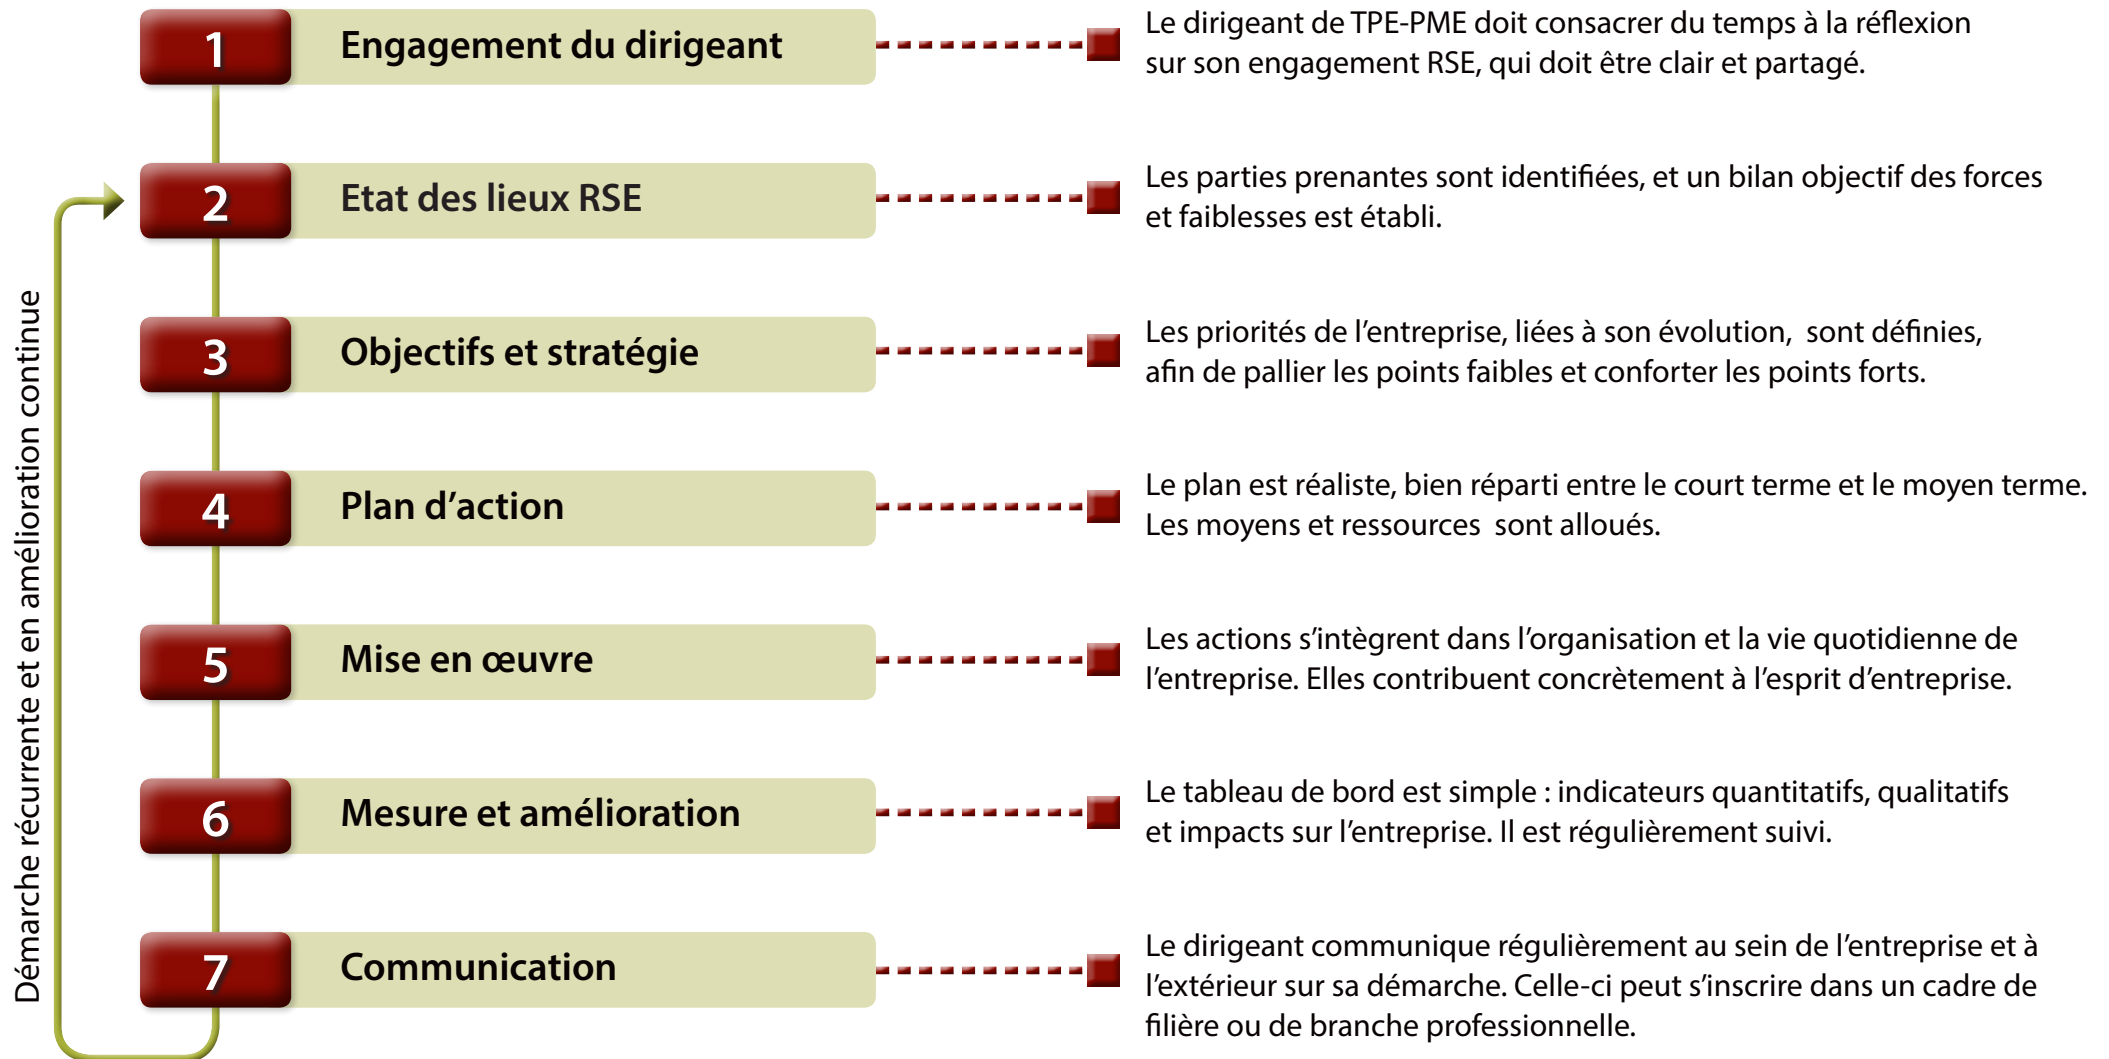 1
Engagement du dirigeant
Le dirigeant de TPE-PME doit consacrer du temps à la réflexion
sur son engagement RSE, qui doit être clair et partagé.
2
Etat des lieux RSE
Les parties prenantes sont identifiées, et un bilan objectif des forces
et faiblesses est établi.
3
Objectifs et stratégie
Les priorités de l’entreprise, liées à son évolution,  sont définies,
afin de pallier les points faibles et conforter les points forts.
4
Plan d’action
Le plan est réaliste, bien réparti entre le court terme et le moyen terme.
Les moyens et ressources  sont alloués.
5
Mise en œuvre
Les actions s’intègrent dans l’organisation et la vie quotidienne de
l’entreprise. Elles contribuent concrètement à l’esprit d’entreprise.
6
Mesure et amélioration
Le tableau de bord est simple : indicateurs quantitatifs, qualitatifs
et impacts sur l’entreprise. Il est régulièrement suivi.
7
Communication
Le dirigeant communique régulièrement au sein de l’entreprise et à
l’extérieur sur sa démarche. Celle-ci peut s’inscrire dans un cadre de
filière ou de branche professionnelle.
Démarche récurrente et en amélioration continue